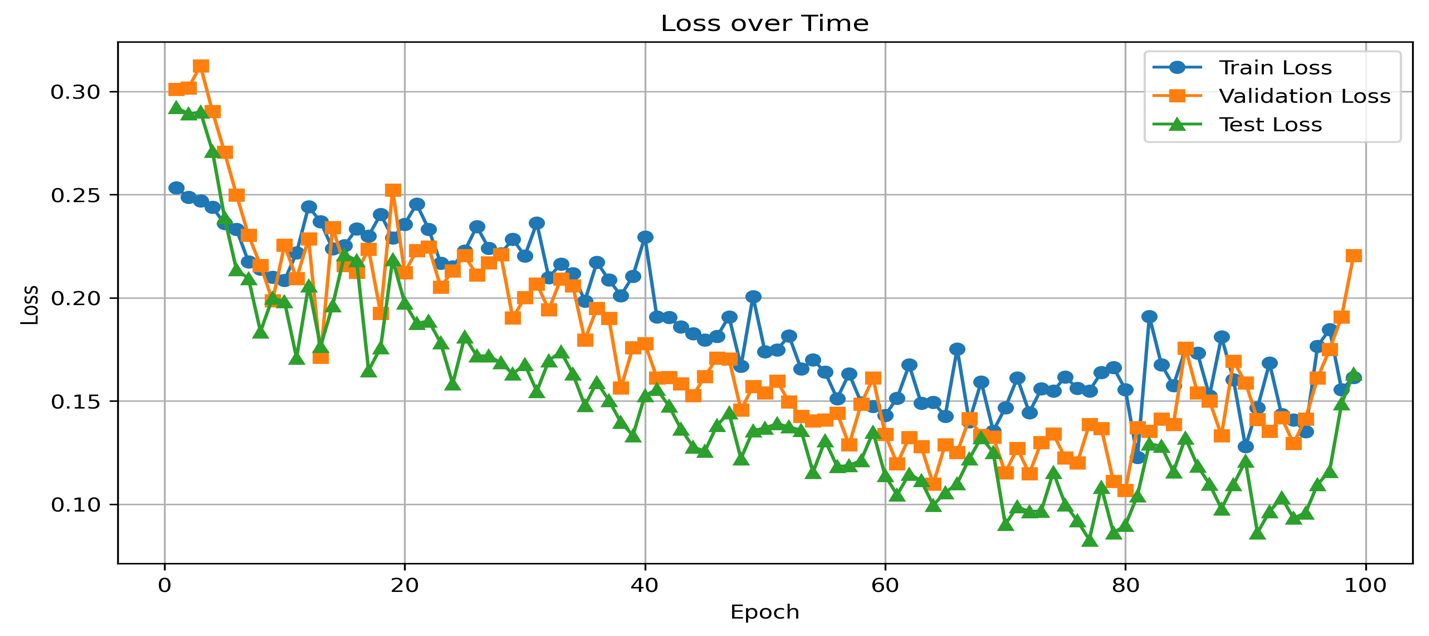 Loss over Time
Train Loss
Validation Loss
Test Loss
0.30
0.25
0.20
0.15
0.10
Loss
0 20 40 60 80 100
Epoch